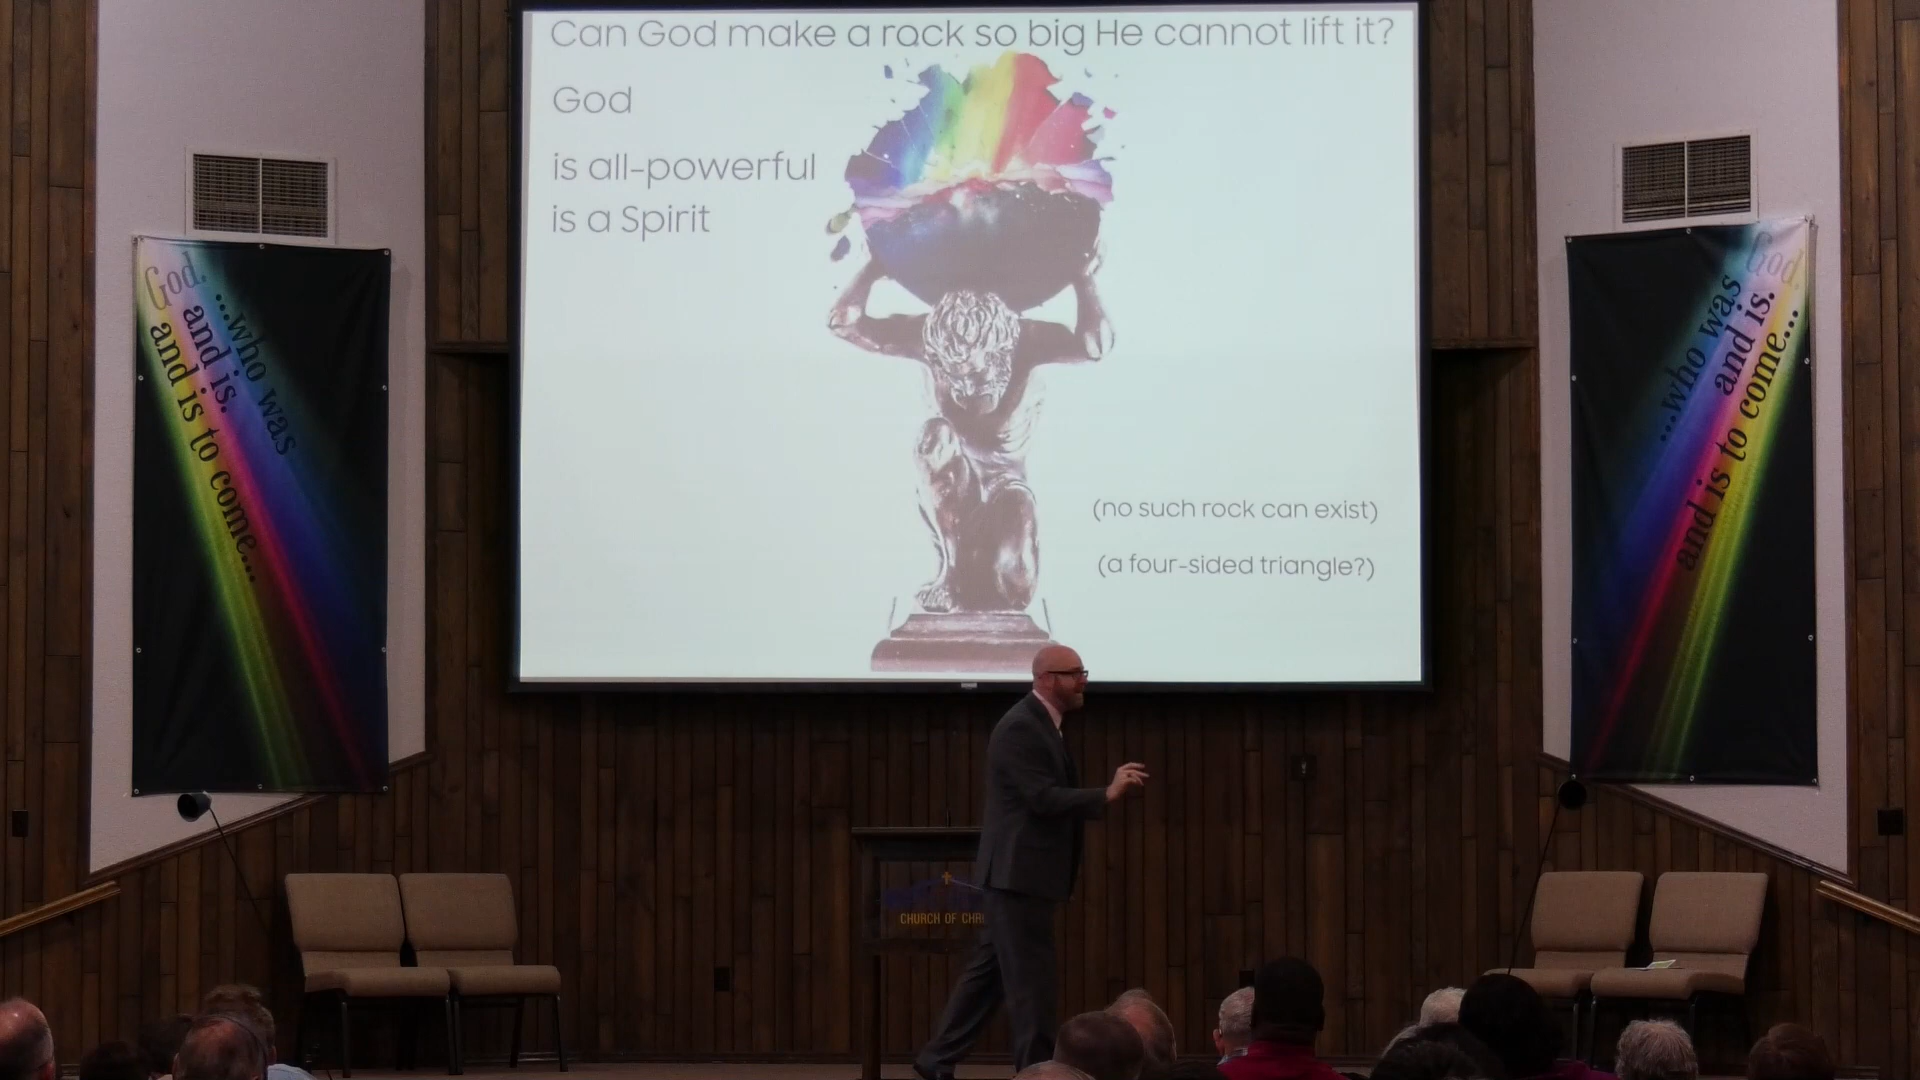 Can God make a rock so big He cannot lift it?
God
is all-powerful
is a Spirit
(no such rock can exist)
(a four-sided triangle?)
God.
...who was
and is.
and is to come...
God.
...who was
and is.
and is to come...
CHURCH OF